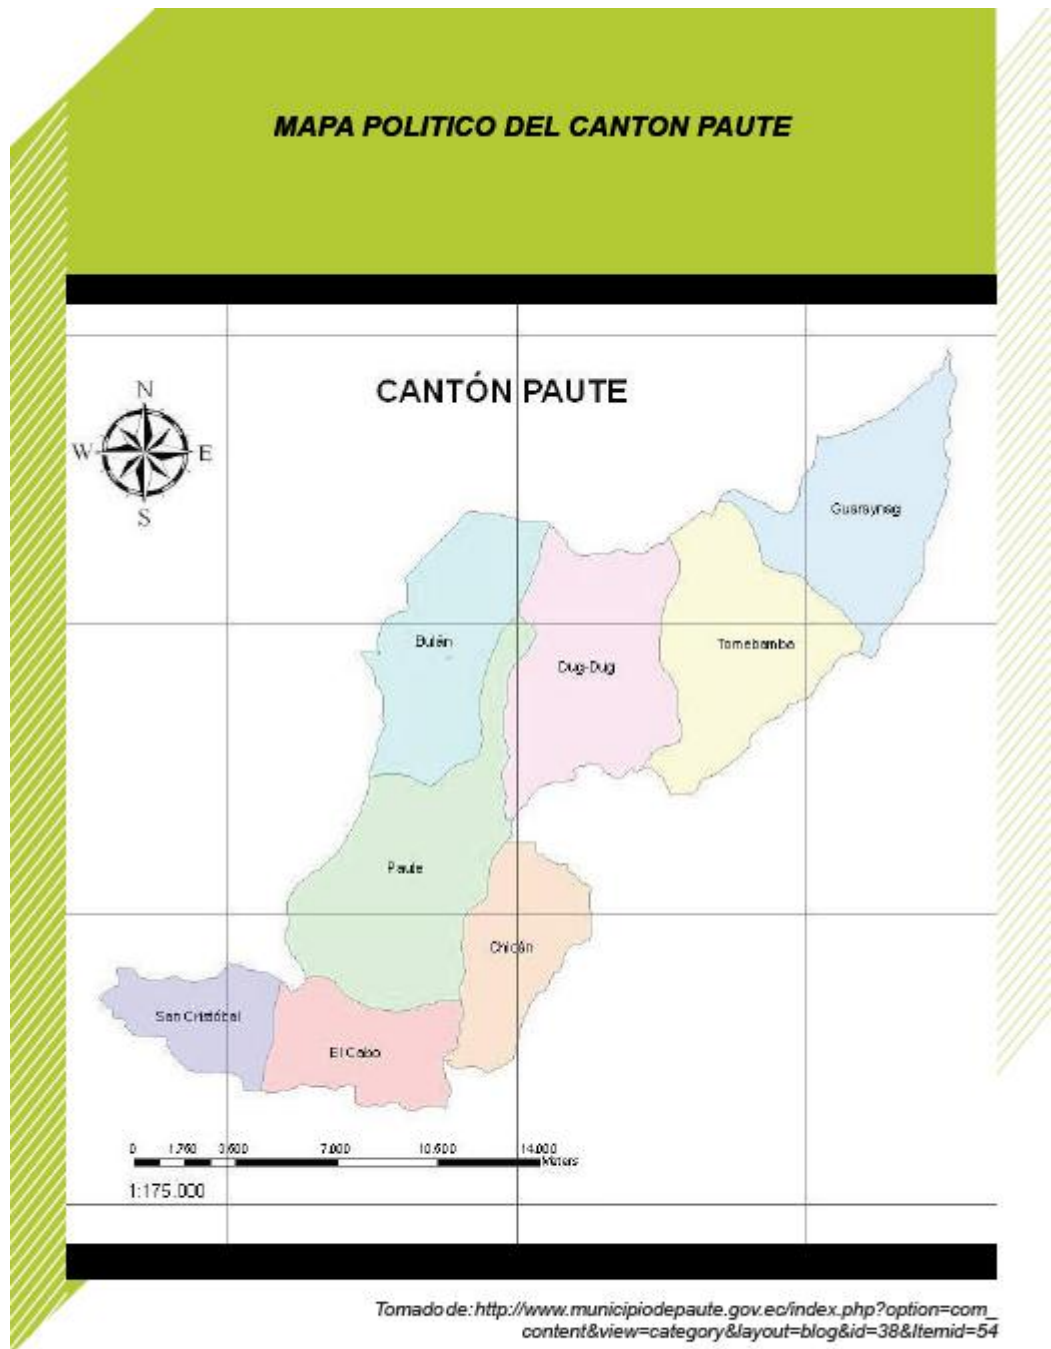 MAPA POLITICO DEL CANTON PAUTE
CANTÓN PAUTE
N
W
E
S
Guaraynag
Bulán
Tomebamba
Dug-Dug
Paute
Chicán
San Cristóbal
El Cabo
0 1.750 3.500 7.000 10.500 14.000
Meters
1:175.000
Tomado de: http://www.municipiodepaute.gov.ec/index.php?option=com_
content&view=category&layout=blog&id=38&Itemid=54